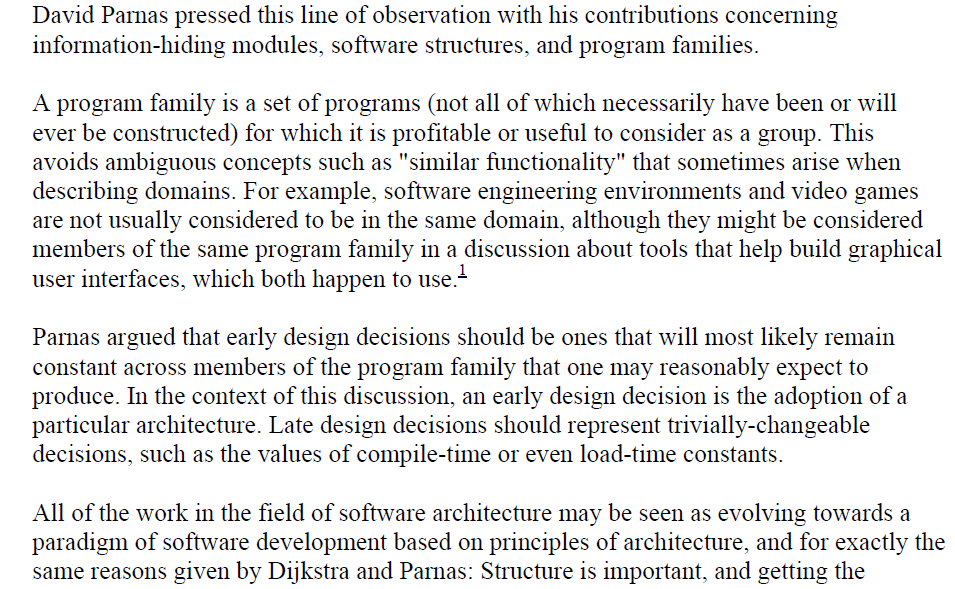 David Parnas pressed this line of observation with his contributions concerning
information-hiding modules, software structures, and program families.
A program family is a set of programs (not all of which necessarily have been or will
ever be constructed) for which it is profitable or useful to consider as a group. This
avoids ambiguous concepts such as "similar functionality" that sometimes arise when
describing domains. For example, software engineering environments and video games
are not usually considered to be in the same domain, although they might be considered
members of the same program family in a discussion about tools that help build graphical
user interfaces, which both happen to use.1
Parnas argued that early design decisions should be ones that will most likely remain
constant across members of the program family that one may reasonably expect to
produce. In the context of this discussion, an early design decision is the adoption of a
particular architecture. Late design decisions should represent trivially-changeable
decisions, such as the values of compile-time or even load-time constants.
All of the work in the field of software architecture may be seen as evolving towards a
paradigm of software development based on principles of architecture, and for exactly the
same reasons given by Dijkstra and Parnas: Structure is important, and getting the